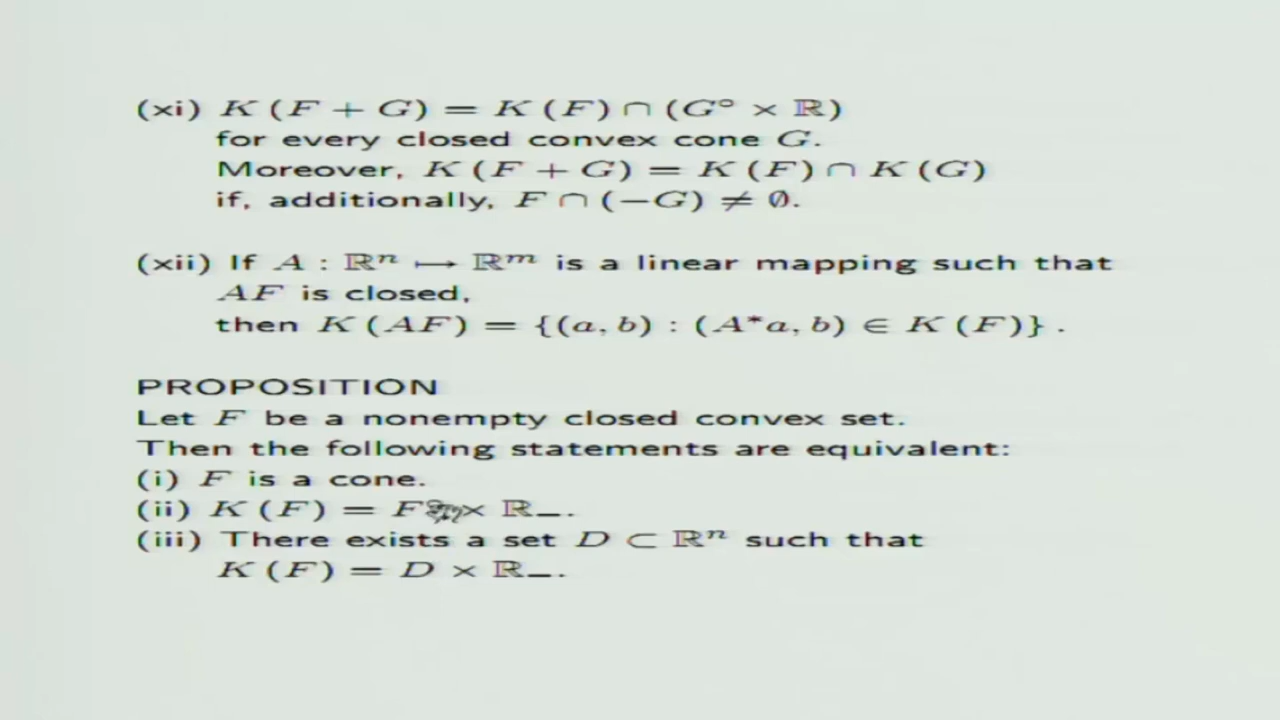 (xi) K (F + G) = K (F) ∩ (G° × ℝ)
for every closed convex cone G.
Moreover, K (F + G) = K (F) ∩ K (G)
if, additionally, F ∩ (−G) ≠ ∅.
(xii) If A : ℝⁿ ⟼ ℝᵐ is a linear mapping such that
AF is closed,
then K (AF) = {(a, b) : (A*a, b) ∈ K (F)} .
PROPOSITION
Let F be a nonempty closed convex set.
Then the following statements are equivalent:
(i) F is a cone.
(ii) K (F) = F × ℝ₋.
(iii) There exists a set D ⊂ ℝⁿ such that
K (F) = D × ℝ₋.